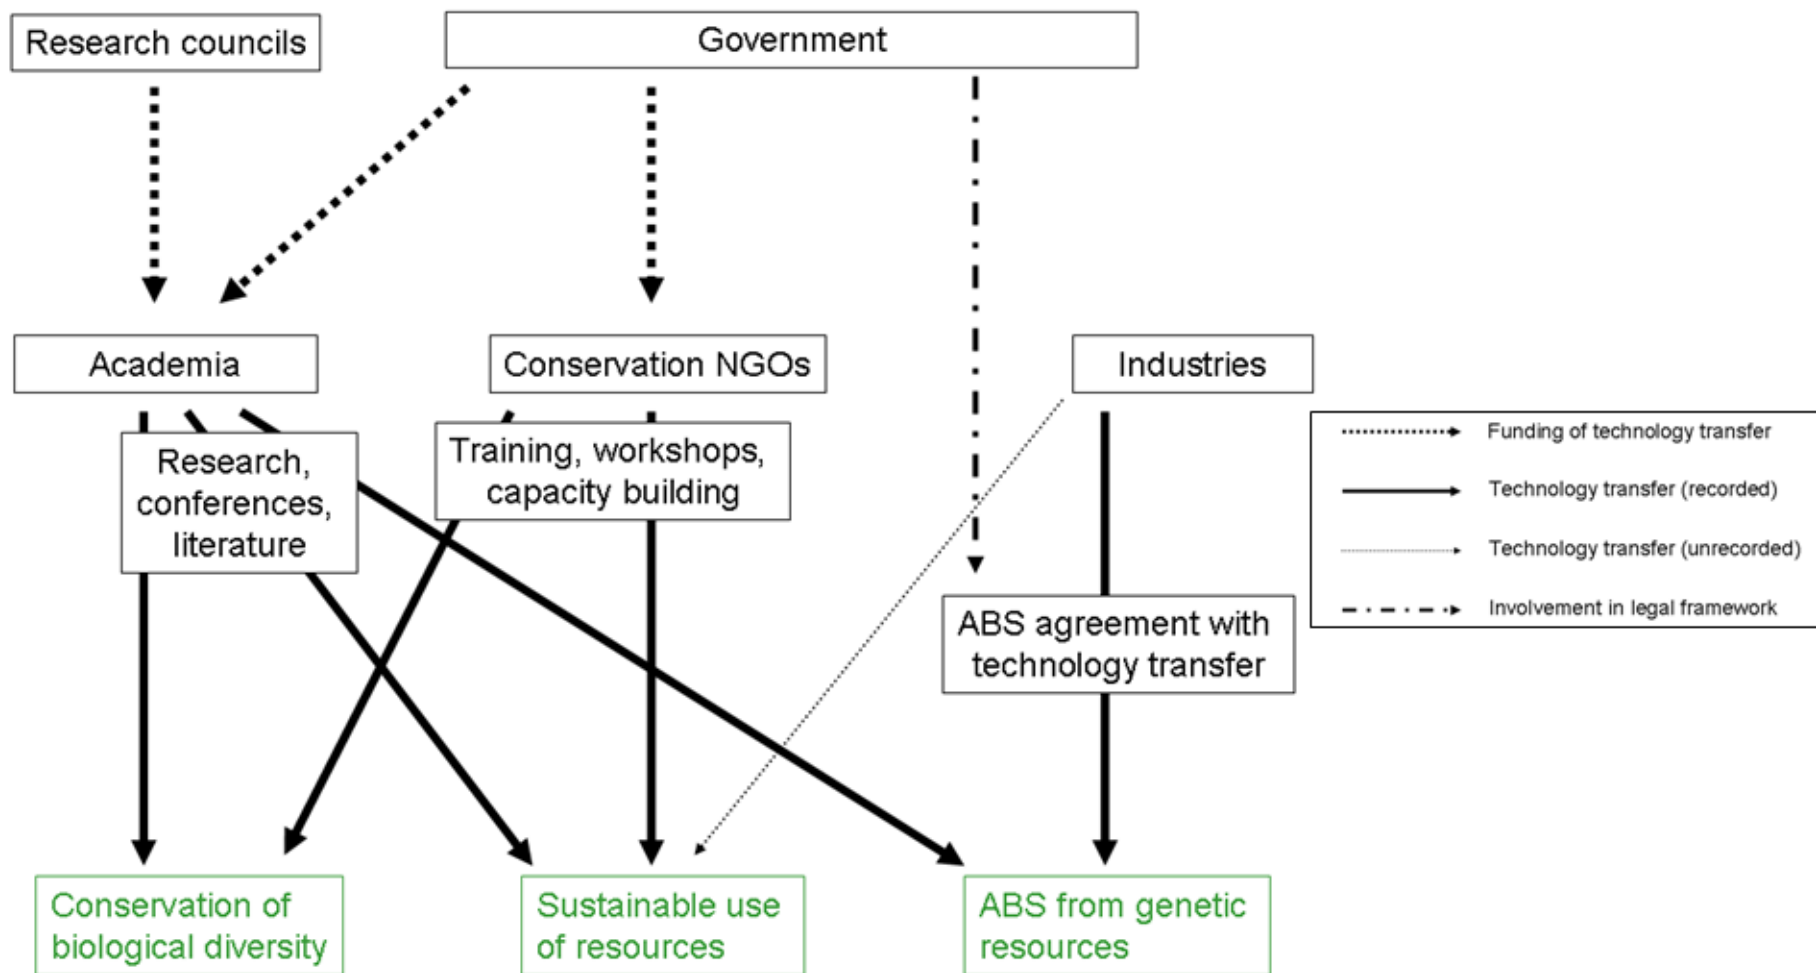 Research councils
Government
Academia
Conservation NGOs
Industries
Research,
conferences,
literature
Training, workshops,
capacity building
ABS agreement with
technology transfer
Funding of technology transfer
Technology transfer (recorded)
Technology transfer (unrecorded)
Involvement in legal framework
Conservation of
biological diversity
Sustainable use
of resources
ABS from genetic
resources